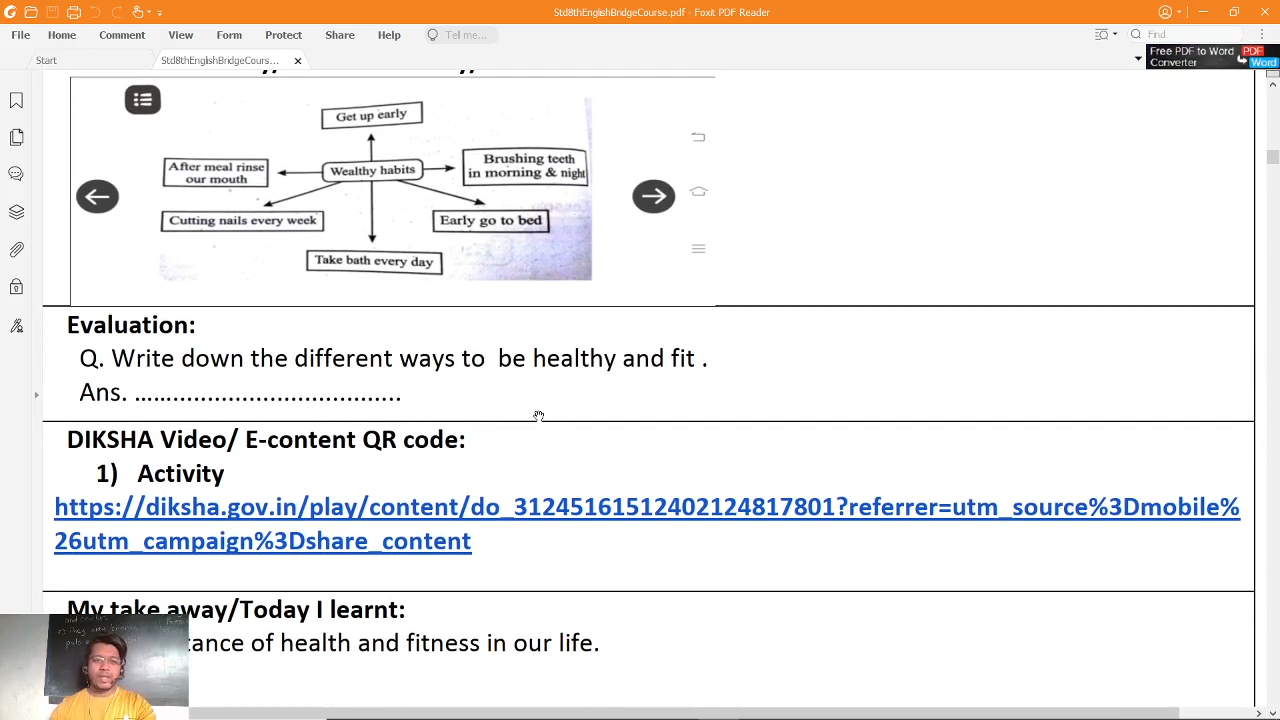 Std8thEnglishBridgeCourse.pdf - Foxit PDF Reader
File Home Comment View Form Protect Share Help Tell me... Find
Start Std8thEnglishBridgeCours...
Free PDF to Word PDF
Converter Word
Get up early
After meal rinse
our mouth
Wealthy habits
Brushing teeth
in morning & night
Cutting nails every week
Early go to bed
Take bath every day
Evaluation:
Q. Write down the different ways to be healthy and fit .
Ans. .......................................
DIKSHA Video/ E-content QR code:
1) Activity
https://diksha.gov.in/play/content/do_31245161512402124817801?referrer=utm_source%3Dmobile%
26utm_campaign%3Dshare_content
My take away/Today I learnt:
of health and fitness in our life.